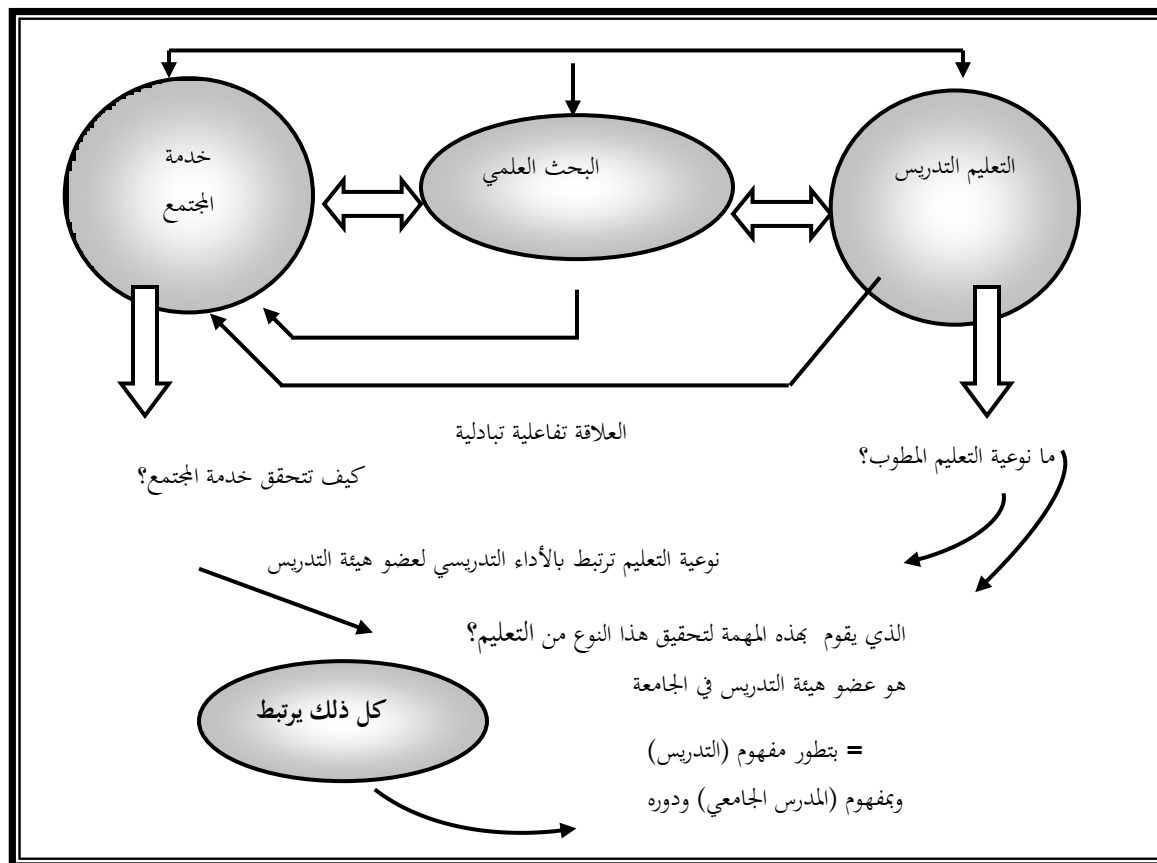 التعليم التدريس
البحث العلمي
خدمة
المجتمع
العلاقة تفاعلية تبادلية
ما نوعية التعليم المطوب؟
كيف تتحقق خدمة المجتمع؟
نوعية التعليم ترتبط بالأداء التدريسي لعضو هيئة التدريس
الذي يقوم بهذه المهمة لتحقيق هذا النوع من التعليم؟
هو عضو هيئة التدريس في الجامعة
كل ذلك يرتبط
= بتطور مفهوم (التدريس)
وبمفهوم (المدرس الجامعي) ودوره